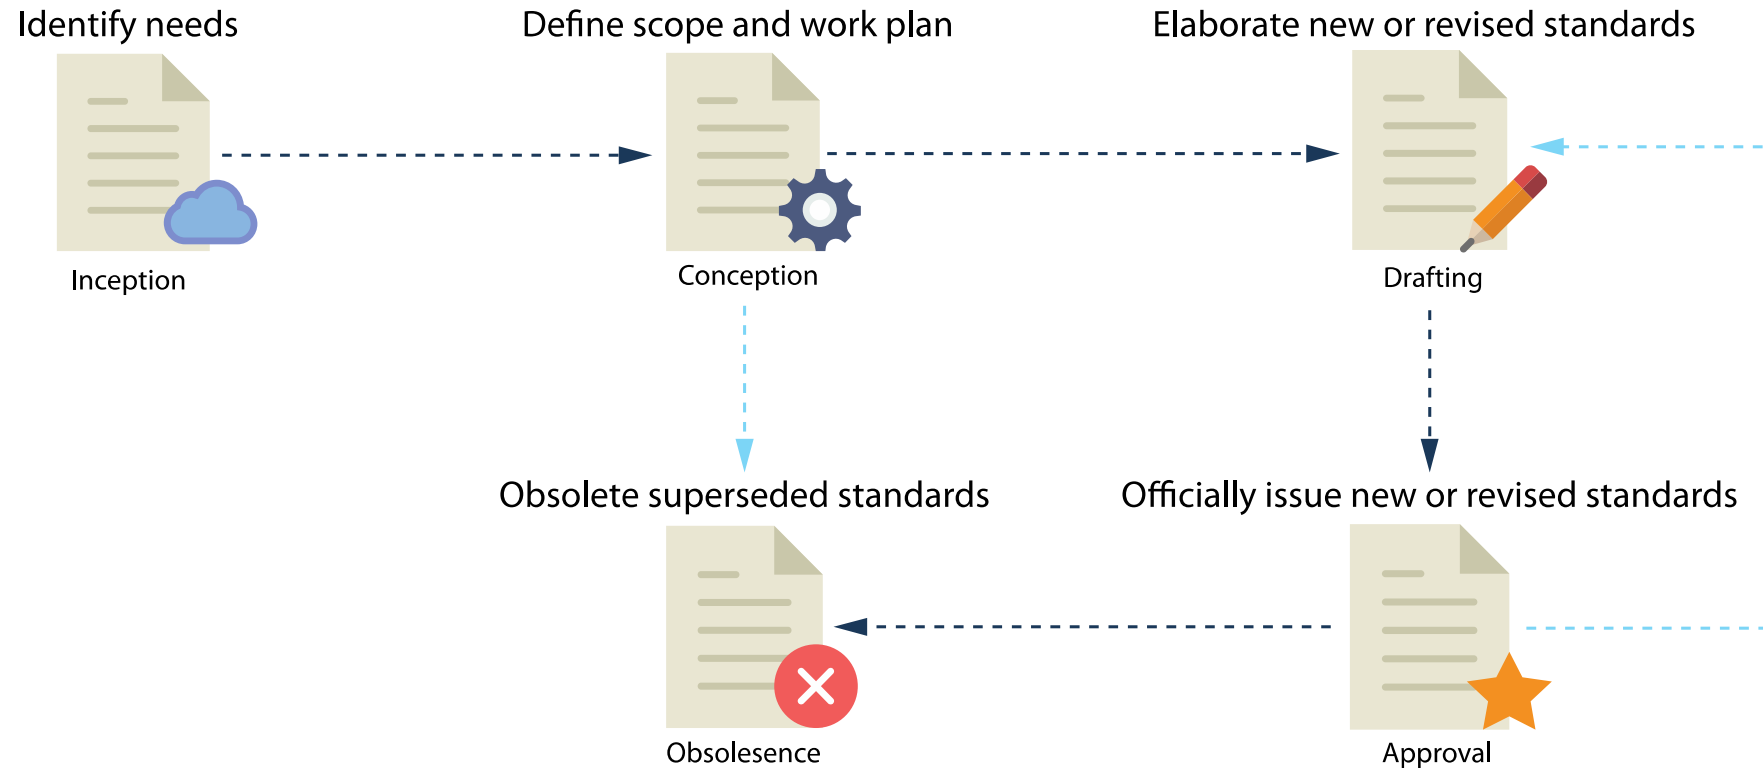 Identify needs
Define scope and work plan
Elaborate new or revised standards
Inception
Conception
Drafting
Obsolete superseded standards
Officially issue new or revised standards
Obsolesence
Approval